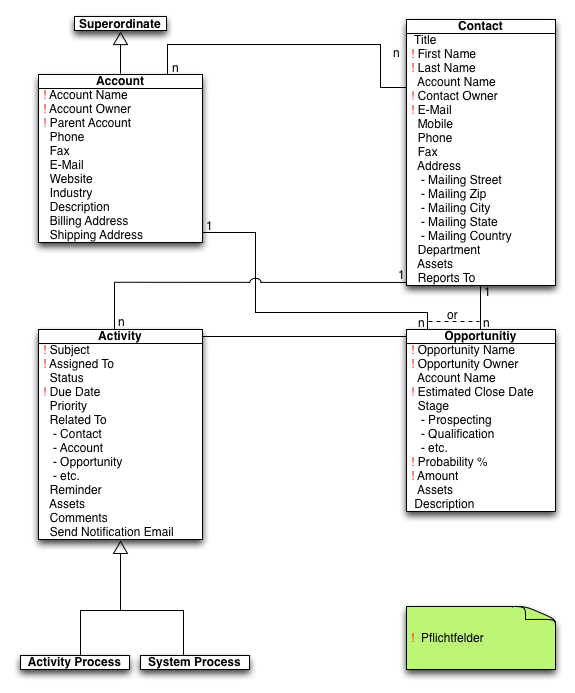 Superordinate
Account
! Account Name
! Account Owner
! Parent Account
Phone
Fax
E-Mail
Website
Industry
Description
Billing Address
Shipping Address
n
n
1
Contact
Title
! First Name
! Last Name
Account Name
! Contact Owner
! E-Mail
Mobile
Phone
Fax
Address
- Mailing Street
- Mailing Zip
- Mailing City
- Mailing State
- Mailing Country
Department
Assets
Reports To
1
1
n
n
or
n
Activity
! Subject
! Assigned To
Status
! Due Date
Priority
Related To
- Contact
- Account
- Opportunity
- etc.
Reminder
Assets
Comments
Send Notification Email
Opportunitiy
! Opportunity Name
! Opportunity Owner
Account Name
! Estimated Close Date
Stage
- Prospecting
- Qualification
- etc.
! Probability %
! Amount
Assets
Description
Activity Process
System Process
! Pflichtfelder